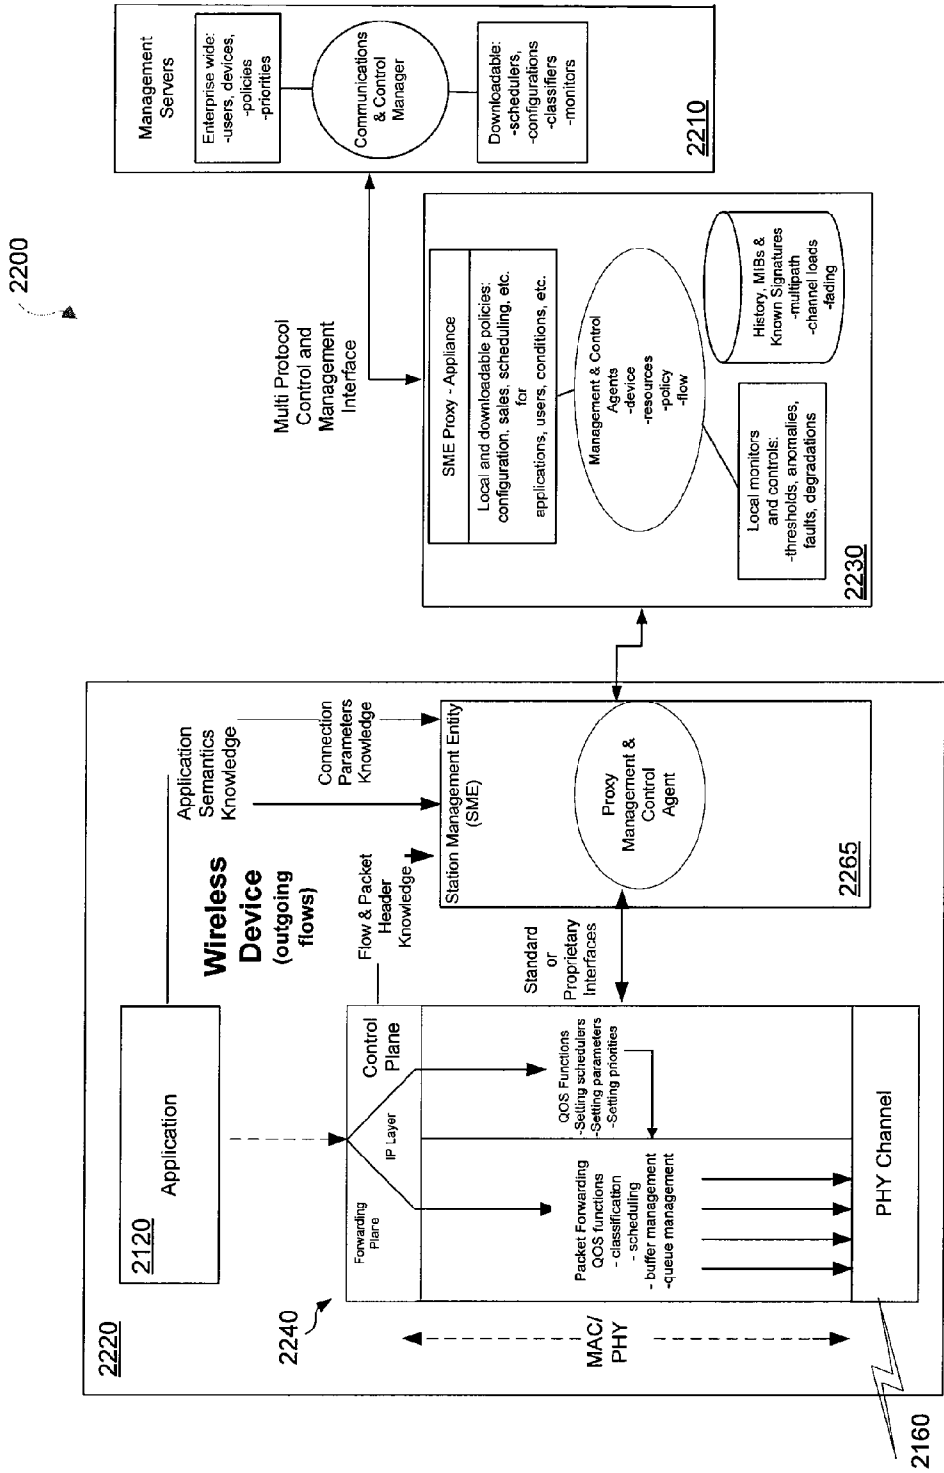 2200
Management
Servers
Enterprise wide:
-users, devices,
-policies
-priorities
Communications
& Control
Manager
Downloadable:
-schedulers,
-configurations
-classifiers
-monitors
2210
Multi Protocol
Control and
Management
Interface
SME Proxy - Appliance
Local and downloadable policies:
configuration, sales, scheduling, etc.
for
applications, users, conditions, etc.
Management & Control
Agents
-device
-resources
-policy
-flow
History, MIBs &
Known Signatures
-multipath
-channel loads
-fading
Local monitors
and controls:
-thresholds, anomalies,
faults, degradations
2230
2220
2120
Application
Wireless
Device
(outgoing
flows)
Application
Semantics
Knowledge
Connection
Parameters
Knowledge
Flow & Packet
Header
Knowledge
Station Management Entity
(SME)
Proxy
Management &
Control
Agent
2265
Standard
or
Proprietary
Interfaces
2240
Forwarding
Plane
IP Layer
Control
Plane
QOS Functions
-Setting schedulers
-Setting parameters
-Setting priorities
Packet Forwarding
QOS functions
- classification
- scheduling
- buffer management
-queue management
MAC/
PHY
PHY Channel
2160